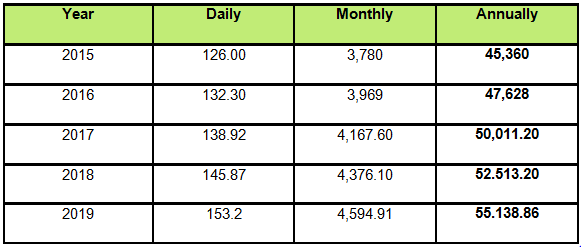 Year Daily Monthly Annually
2015 126.00 3,780 45,360
2016 132.30 3,969 47,628
2017 138.92 4,167.60 50,011.20
2018 145.87 4,376.10 52.513.20
2019 153.2 4,594.91 55.138.86